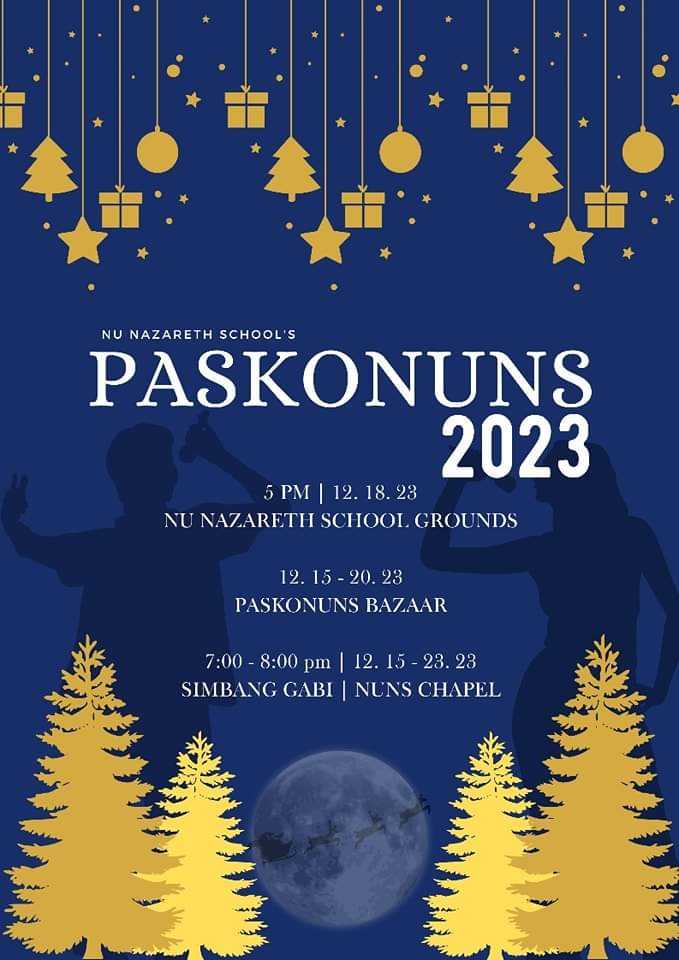 NU NAZARETH SCHOOL'S
PASKONUNS
2023
5 PM | 12. 18. 23
NU NAZARETH SCHOOL GROUNDS
12. 15 - 20. 23
PASKONUNS BAZAAR
7:00 - 8:00 pm | 12. 15 - 23. 23
SIMBANG GABI | NUNS CHAPEL